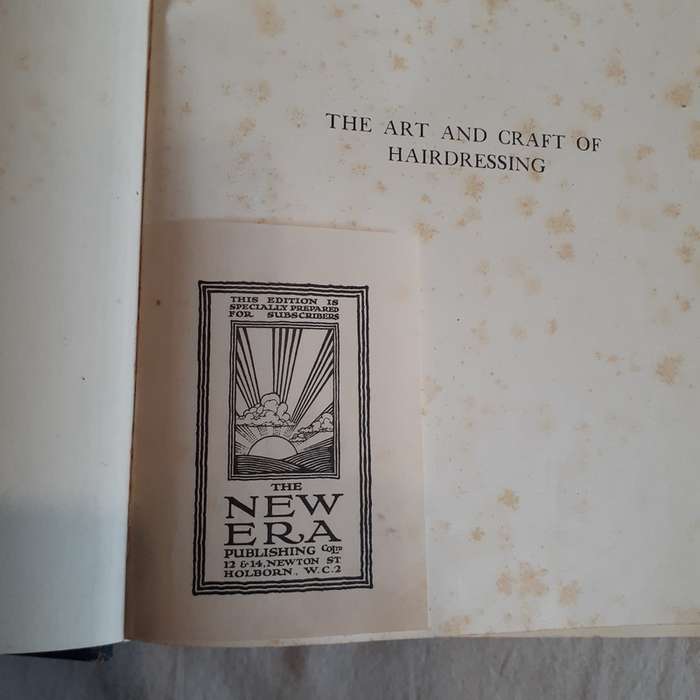 THE ART AND CRAFT OF
HAIRDRESSING
THIS EDITION IS
SPECIALLY PREPARED
FOR SUBSCRIBERS
THE
NEW
ERA
PUBLISHING Co LTD
12 & 14, NEWTON ST
HOLBORN, W.C.2